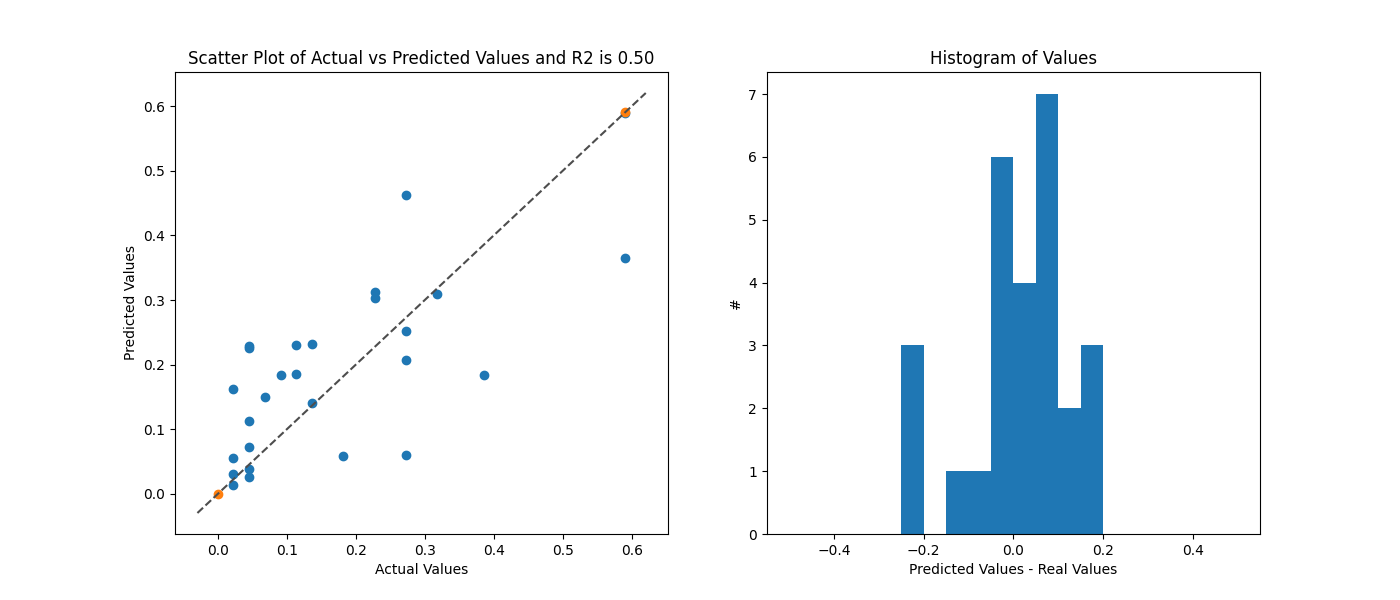 Scatter Plot of Actual vs Predicted Values and R2 is 0.50
Predicted Values
0.6
0.5
0.4
0.3
0.2
0.1
0.0
0.0 0.1 0.2 0.3 0.4 0.5 0.6
Actual Values
Histogram of Values
#
7
6
5
4
3
2
1
0
−0.4 −0.2 0.0 0.2 0.4
Predicted Values - Real Values